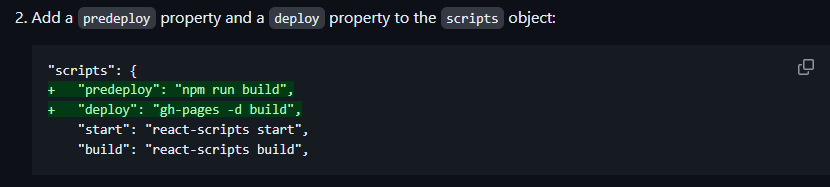 2. Add a predeploy property and a deploy property to the scripts object:
"scripts": {
+   "predeploy": "npm run build",
+   "deploy": "gh-pages -d build",
    "start": "react-scripts start",
    "build": "react-scripts build",